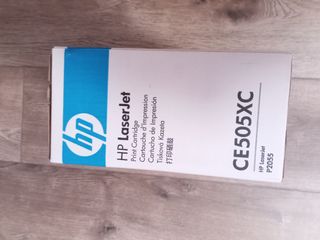 hp
HP LaserJet
Print Cartridge
Cartouche d'impression
Cartucho de impresión
Tisková Kazeta
打印硒鼓
CE505XC
HP LaserJet
P2055